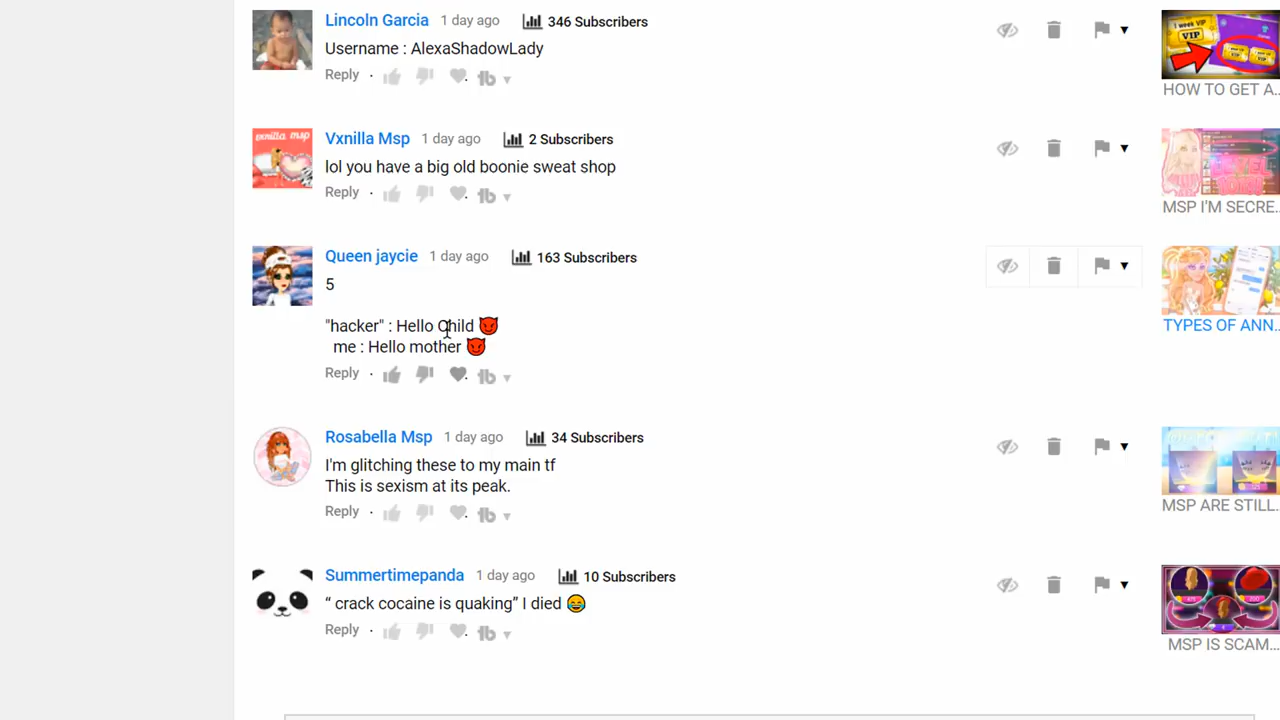 Lincoln Garcia 1 day ago 346 Subscribers
Username : AlexaShadowLady
Reply
HOW TO GET A...
Vxnilla Msp 1 day ago 2 Subscribers
lol you have a big old boonie sweat shop
Reply
MSP I'M SECRE...
Queen jaycie 1 day ago 163 Subscribers
5
"hacker" : Hello Child 😈
me : Hello mother 😈
Reply
TYPES OF ANN...
Rosabella Msp 1 day ago 34 Subscribers
I'm glitching these to my main tf
This is sexism at its peak.
Reply
MSP ARE STILL...
Summertimepanda 1 day ago 10 Subscribers
“ crack cocaine is quaking” I died 😂
Reply
MSP IS SCAM...